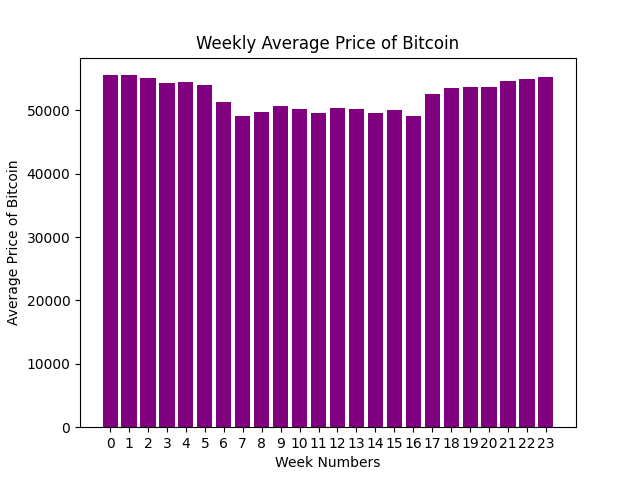 Weekly Average Price of Bitcoin
Average Price of Bitcoin
50000
40000
30000
20000
10000
0
0 1 2 3 4 5 6 7 8 9 10 11 12 13 14 15 16 17 18 19 20 21 22 23
Week Numbers